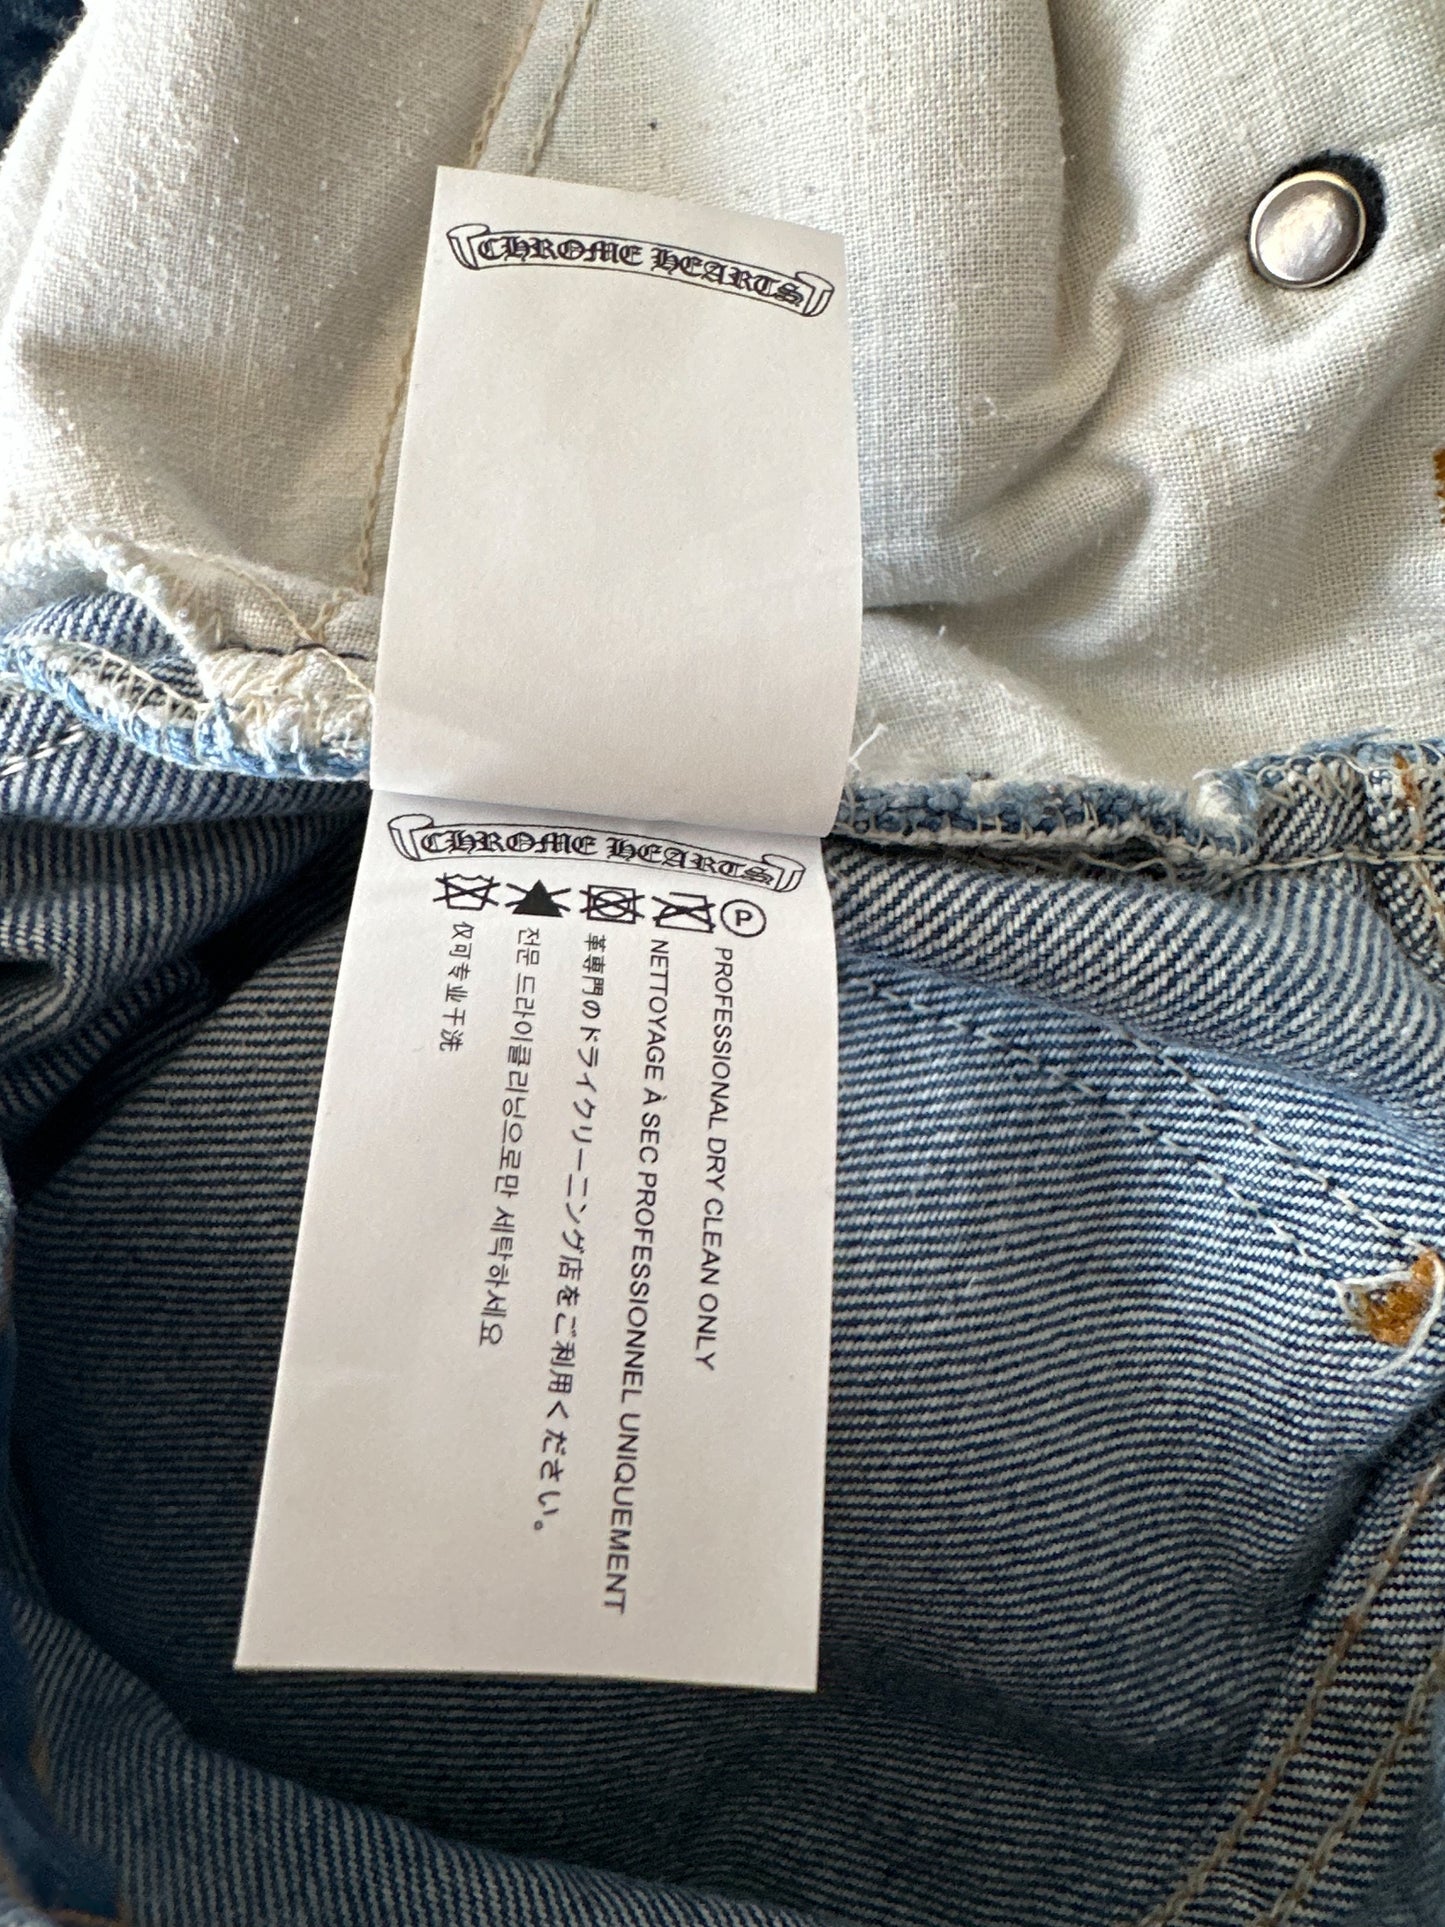 CHROME HEARTS
CHROME HEARTS
P
PROFESSIONAL DRY CLEAN ONLY
NETTOYAGE À SEC PROFESSIONNEL UNIQUEMENT
革専門のドライクリーニング店をご利用ください。
전문 드라이클리닝으로만 세탁하세요
仅可专业干洗